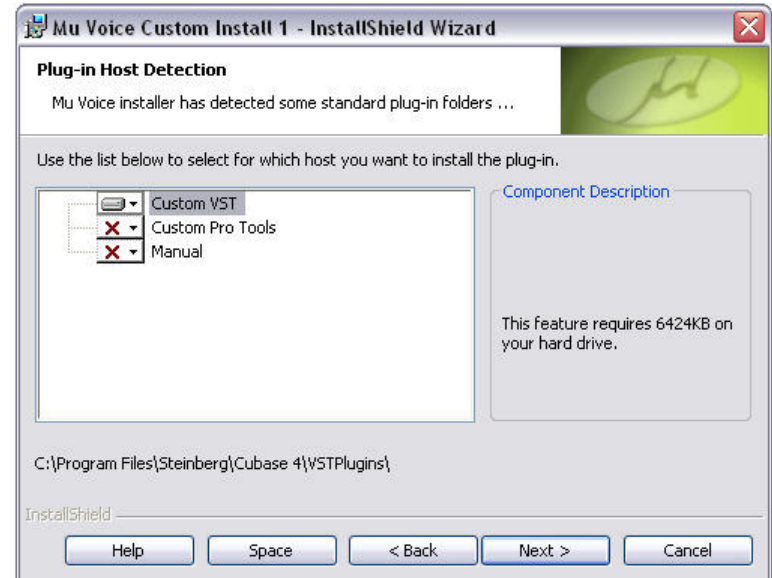 Mu Voice Custom Install 1 - InstallShield Wizard
Plug-in Host Detection
Mu Voice installer has detected some standard plug-in folders ...
Use the list below to select for which host you want to install the plug-in.
Custom VST
Custom Pro Tools
Manual
Component Description
This feature requires 6424KB on
your hard drive.
C:\Program Files\Steinberg\Cubase 4\VSTPlugins\
InstallShield
Help
Space
< Back
Next >
Cancel